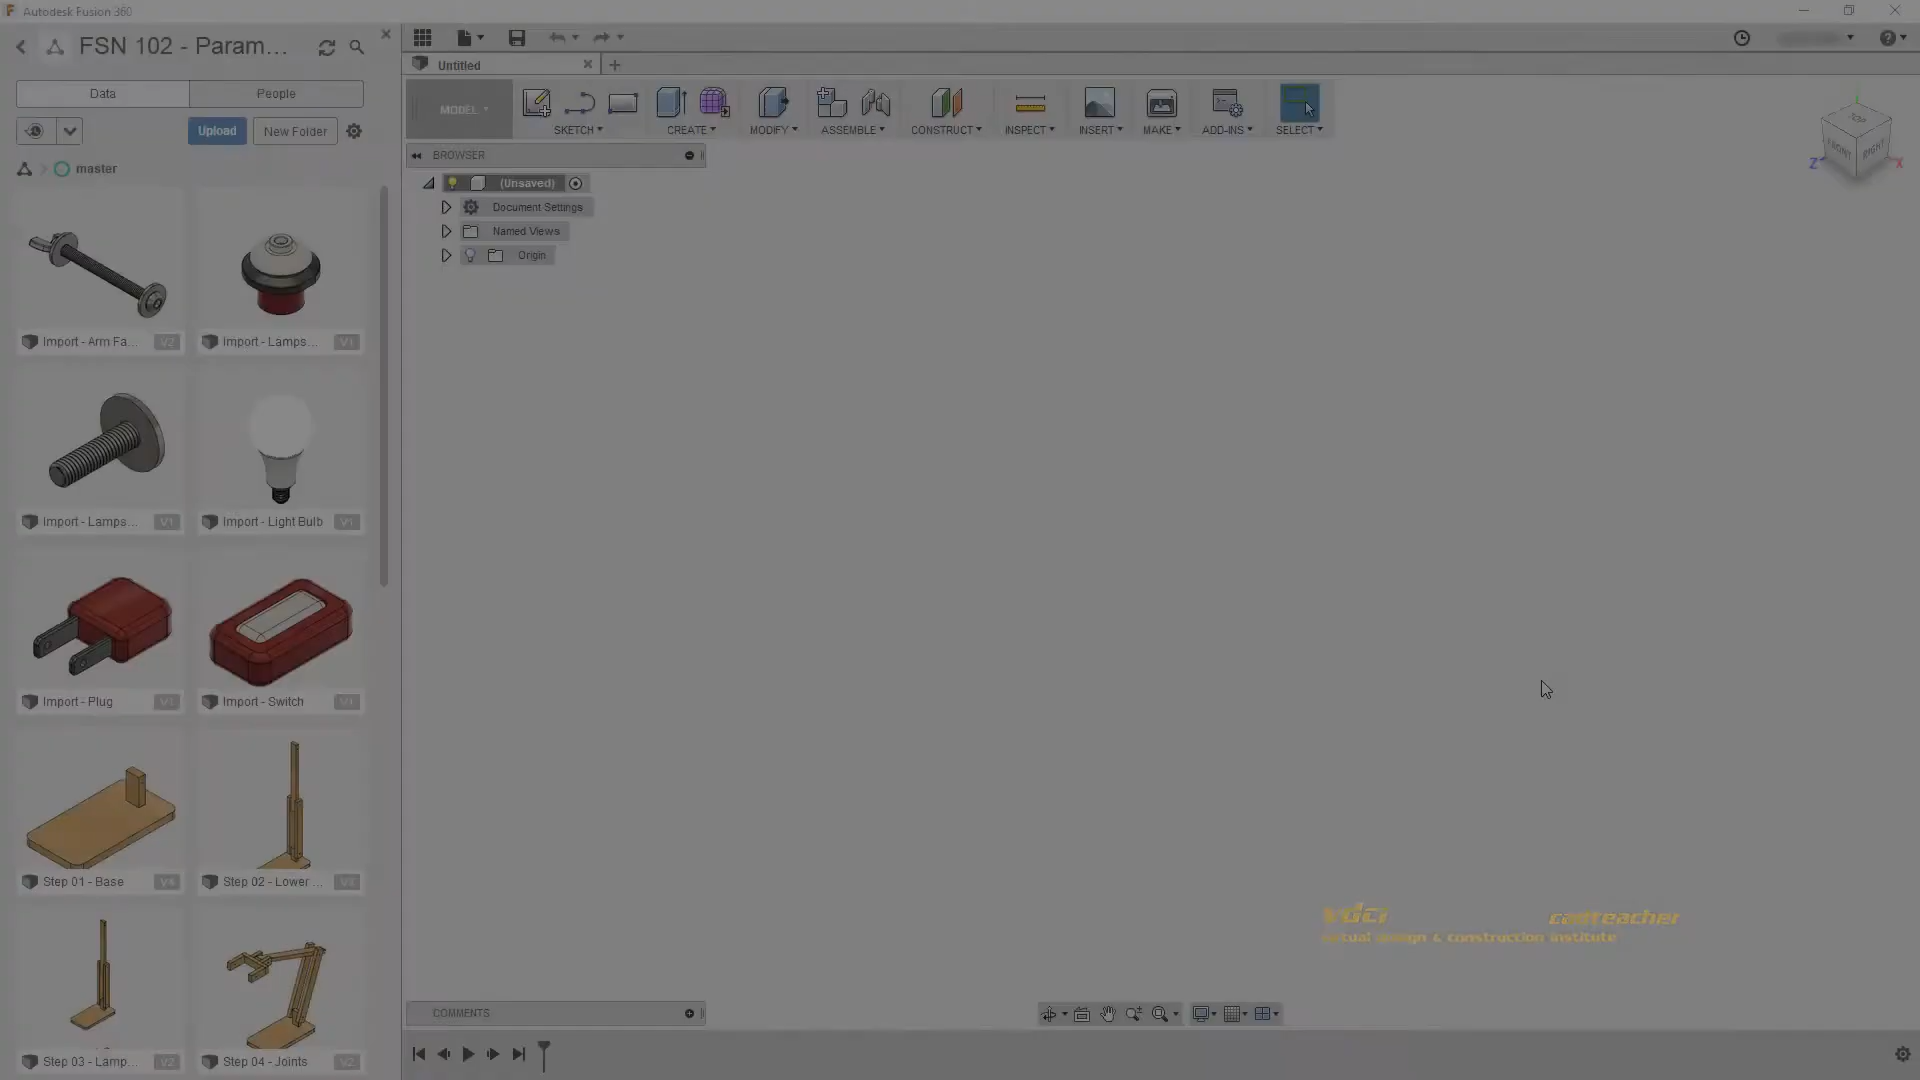 Autodesk Fusion 360
FSN 102 - Param...
Data
People
Upload
New Folder
master
Import - Arm Fa...
V2
Import - Lamps...
V1
Import - Lamps...
V1
Import - Light Bulb
V1
Import - Plug
V1
Import - Switch
V1
Step 01 - Base
Step 02 - Lower ...
Step 03 - Lamp...
V2
Step 04 - Joints
V2
Untitled
MODEL
SKETCH
CREATE
MODIFY
ASSEMBLE
CONSTRUCT
INSPECT
INSERT
MAKE
ADD-INS
SELECT
BROWSER
(Unsaved)
Document Settings
Named Views
Origin
TOP
FRONT
RIGHT
Z
X
vdci
cadteacher
virtual design & construction institute
COMMENTS